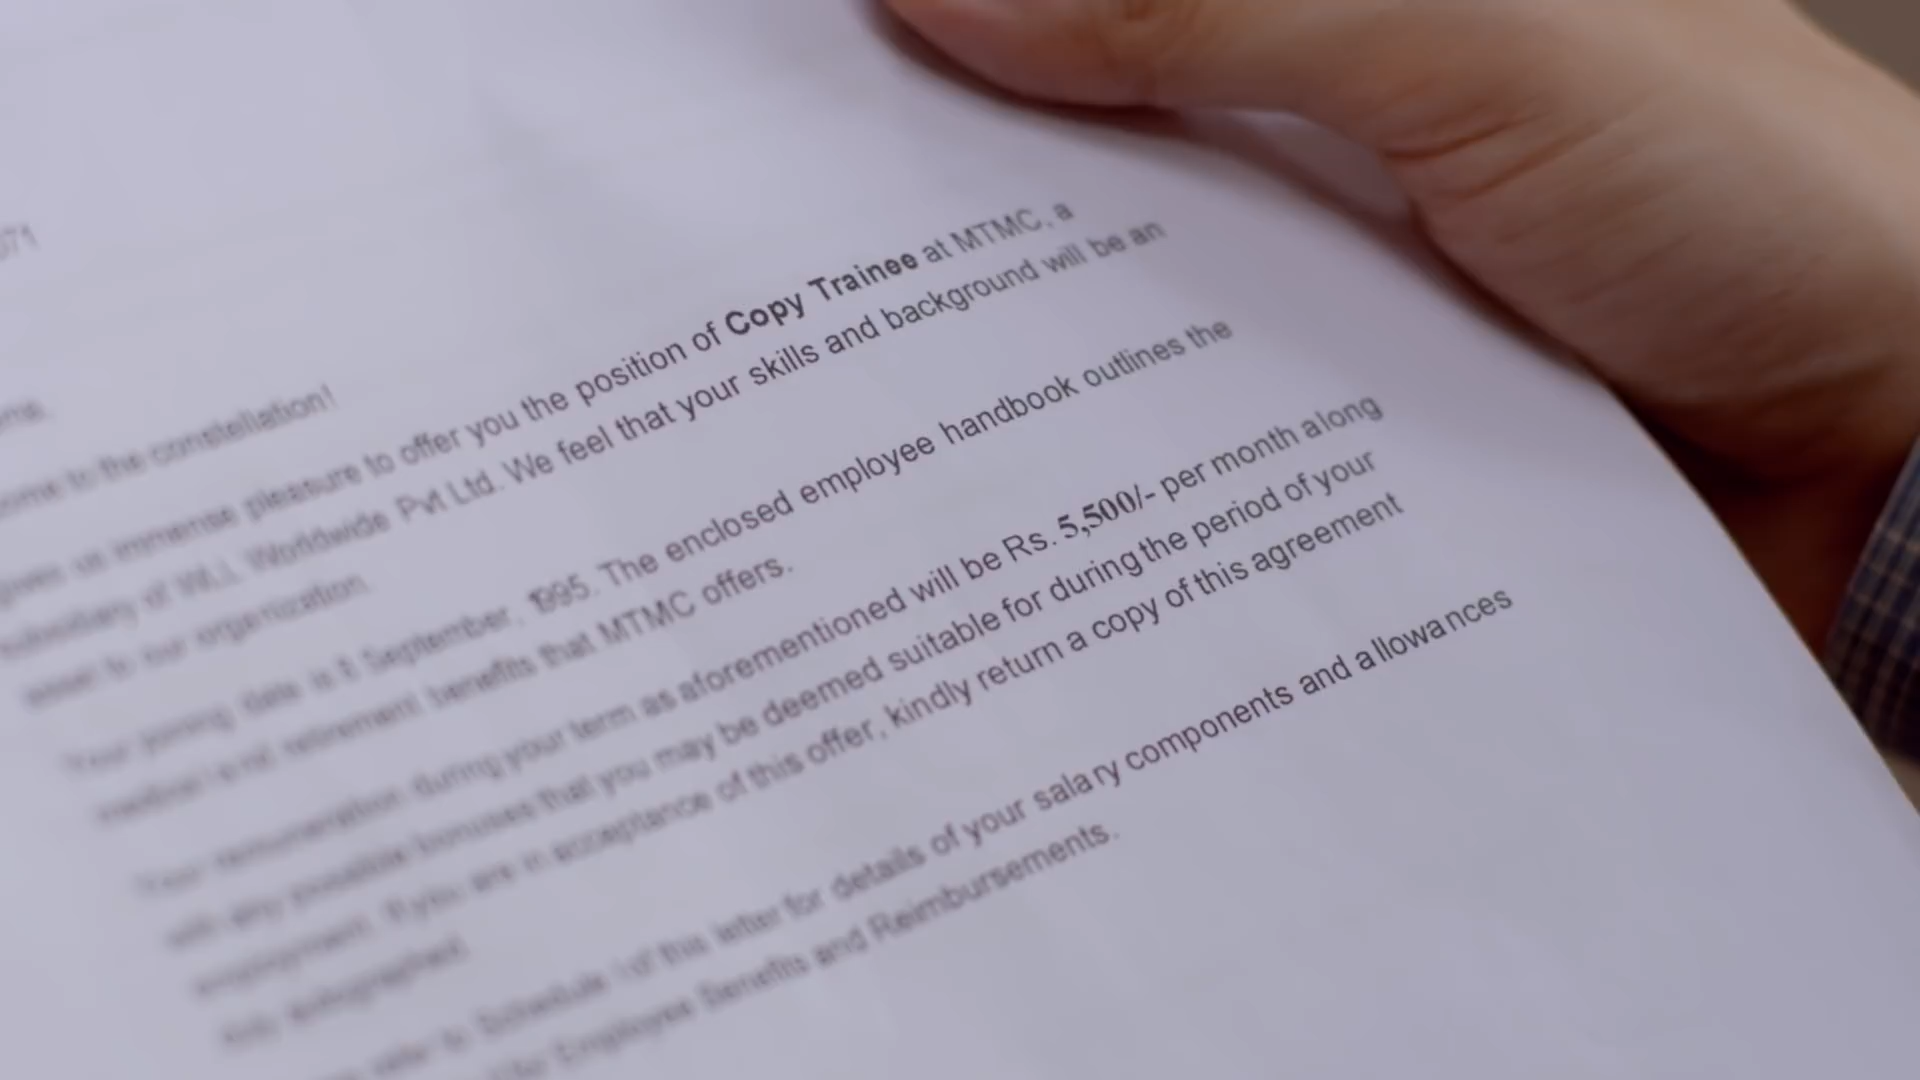 071
to the constellation!
gives us immense pleasure to offer you the position of Copy Trainee at MTMC, a
subsidiary of WLL Worldwide Pvt Ltd. We feel that your skills and background will be an
asset to our organization.
Your joining date is September, 1995. The enclosed employee handbook outlines the
medical and retirement benefits that MTMC offers.
Your remuneration during your term as aforementioned will be Rs. 5,500/- per month along
with any possible bonuses that you may be deemed suitable for during the period of your
employment. If you are in acceptance of this offer, kindly return a copy of this agreement
duly autographed.
refer to Schedule I of this letter for details of your salary components and allowances
for Employee Benefits and Reimbursements.